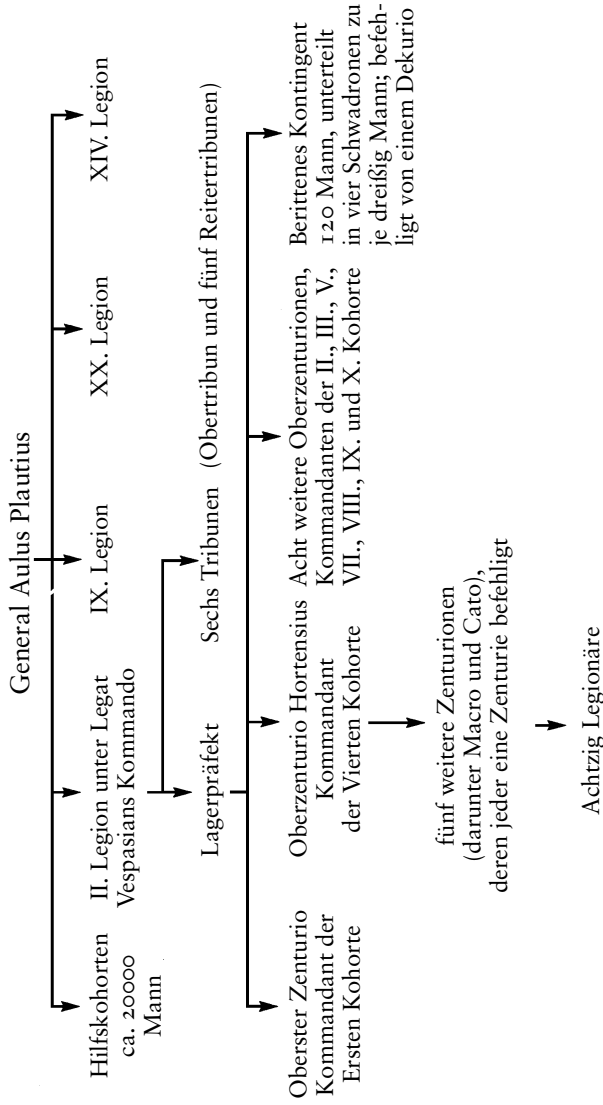 General Aulus Plautius
Hilfskohorten
ca. 20000
Mann
II. Legion unter Legat
Vespasians Kommando
IX. Legion
XX. Legion
XIV. Legion
Lagerpräfekt
Sechs Tribunen (Obertribun und fünf Reitertribunen)
Oberster Zenturio
Kommandant der
Ersten Kohorte
Oberzenturio Hortensius
Kommandant
der Vierten Kohorte
Acht weitere Oberzenturionen,
Kommandanten der II., III., V.,
VII., VIII., IX. und X. Kohorte
Berittenes Kontingent
120 Mann, unterteilt
in vier Schwadronen zu
je dreißig Mann; befeh-
ligt von einem Dekurio
fünf weitere Zenturionen
(darunter Macro und Cato),
deren jeder eine Zenturie befehligt
Achtzig Legionäre